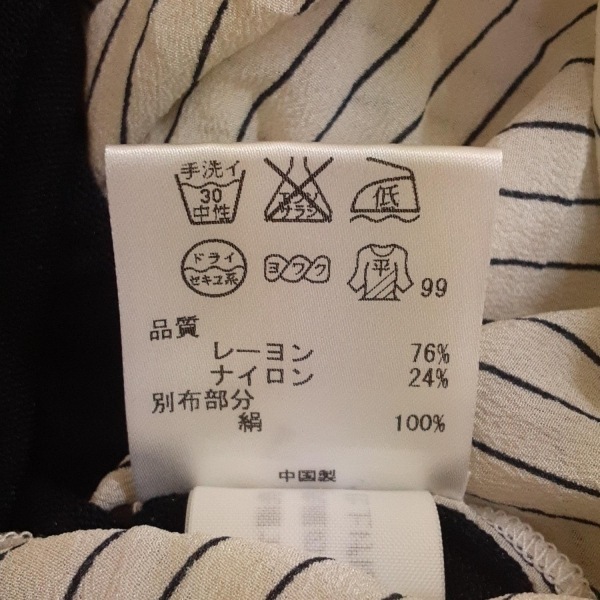 手洗イ
30
中性
エンソ
サラシ
低
ドライ
セキユ系
ヨワク
平
99
品質
レーヨン 76%
ナイロン 24%
別布部分
絹 100%
中国製